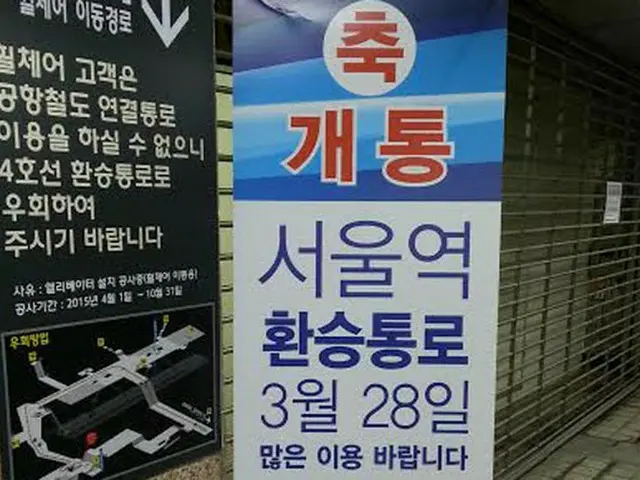 휠체어 이동경로
휠체어 고객은
공항철도 연결통로
이용을 하실 수 없으니
4호선 환승통로로
우회하여
주시기 바랍니다
사유 : 엘리베이터 설치 공사중(휠체어 이동용)
공사기간 : 2015년 4월 1일 ~ 10월 31일
우회방법
축
개통
서울역
환승통로
3월 28일
많은 이용 바랍니다